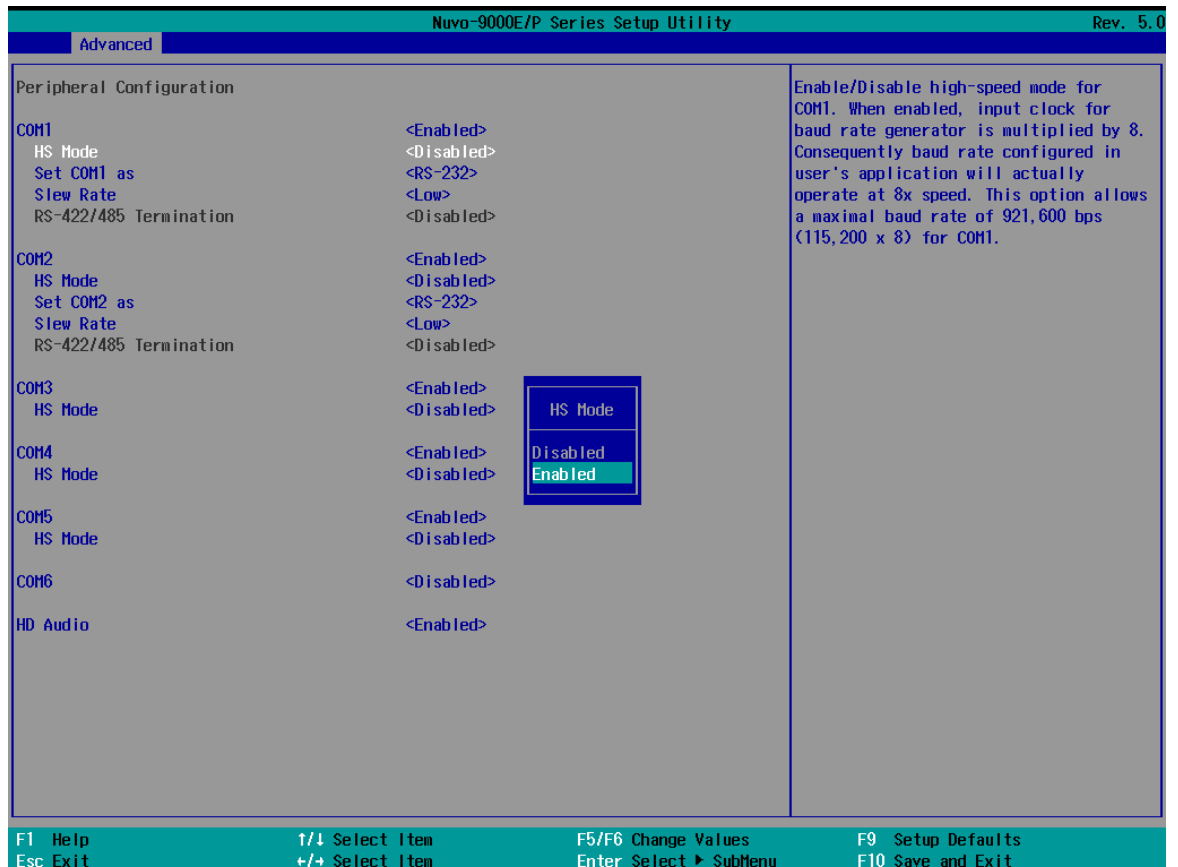 Nuvo-9000E/P Series Setup Utility Rev. 5.0
Advanced
Peripheral Configuration
COM1 <Enabled>
HS Mode <Disabled>
Set COM1 as <RS-232>
Slew Rate <Low>
RS-422/485 Termination <Disabled>
COM2 <Enabled>
HS Mode <Disabled>
Set COM2 as <RS-232>
Slew Rate <Low>
RS-422/485 Termination <Disabled>
COM3 <Enabled>
HS Mode <Disabled>
COM4 <Enabled>
HS Mode <Disabled>
COM5 <Enabled>
HS Mode <Disabled>
COM6 <Disabled>
HD Audio <Enabled>
HS Mode
Disabled
Enabled
Enable/Disable high-speed mode for
COM1. When enabled, input clock for
baud rate generator is multiplied by 8.
Consequently baud rate configured in
user's application will actually
operate at 8x speed. This option allows
a maximal baud rate of 921,600 bps
(115,200 x 8) for COM1.
F1 Help ↑/↓ Select Item F5/F6 Change Values F9 Setup Defaults
Esc Exit ←/→ Select Item Enter Select ▶ SubMenu F10 Save and Exit